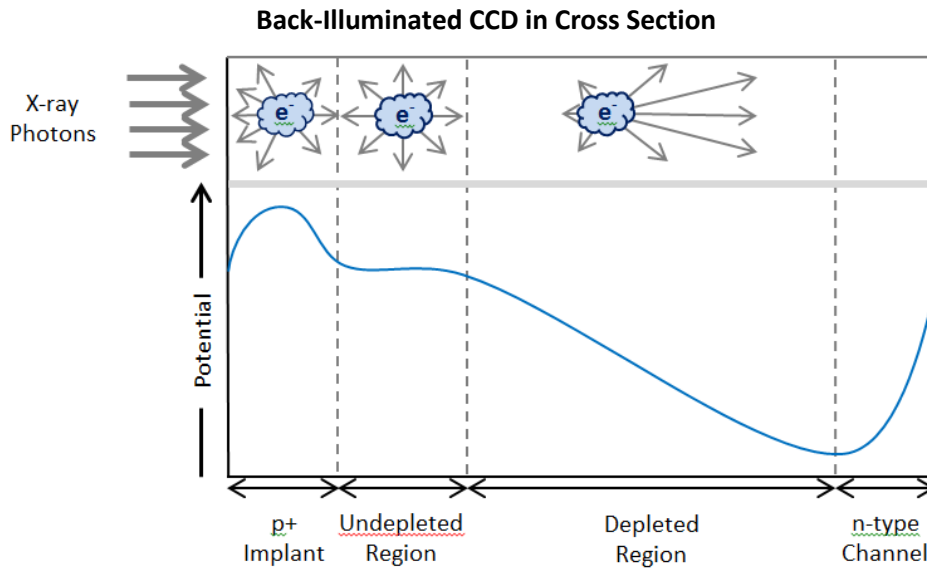 Back-Illuminated CCD in Cross Section
X-ray
Photons
e-
e-
e-
Potential
p+
Implant
Undepleted
Region
Depleted
Region
n-type
Channel